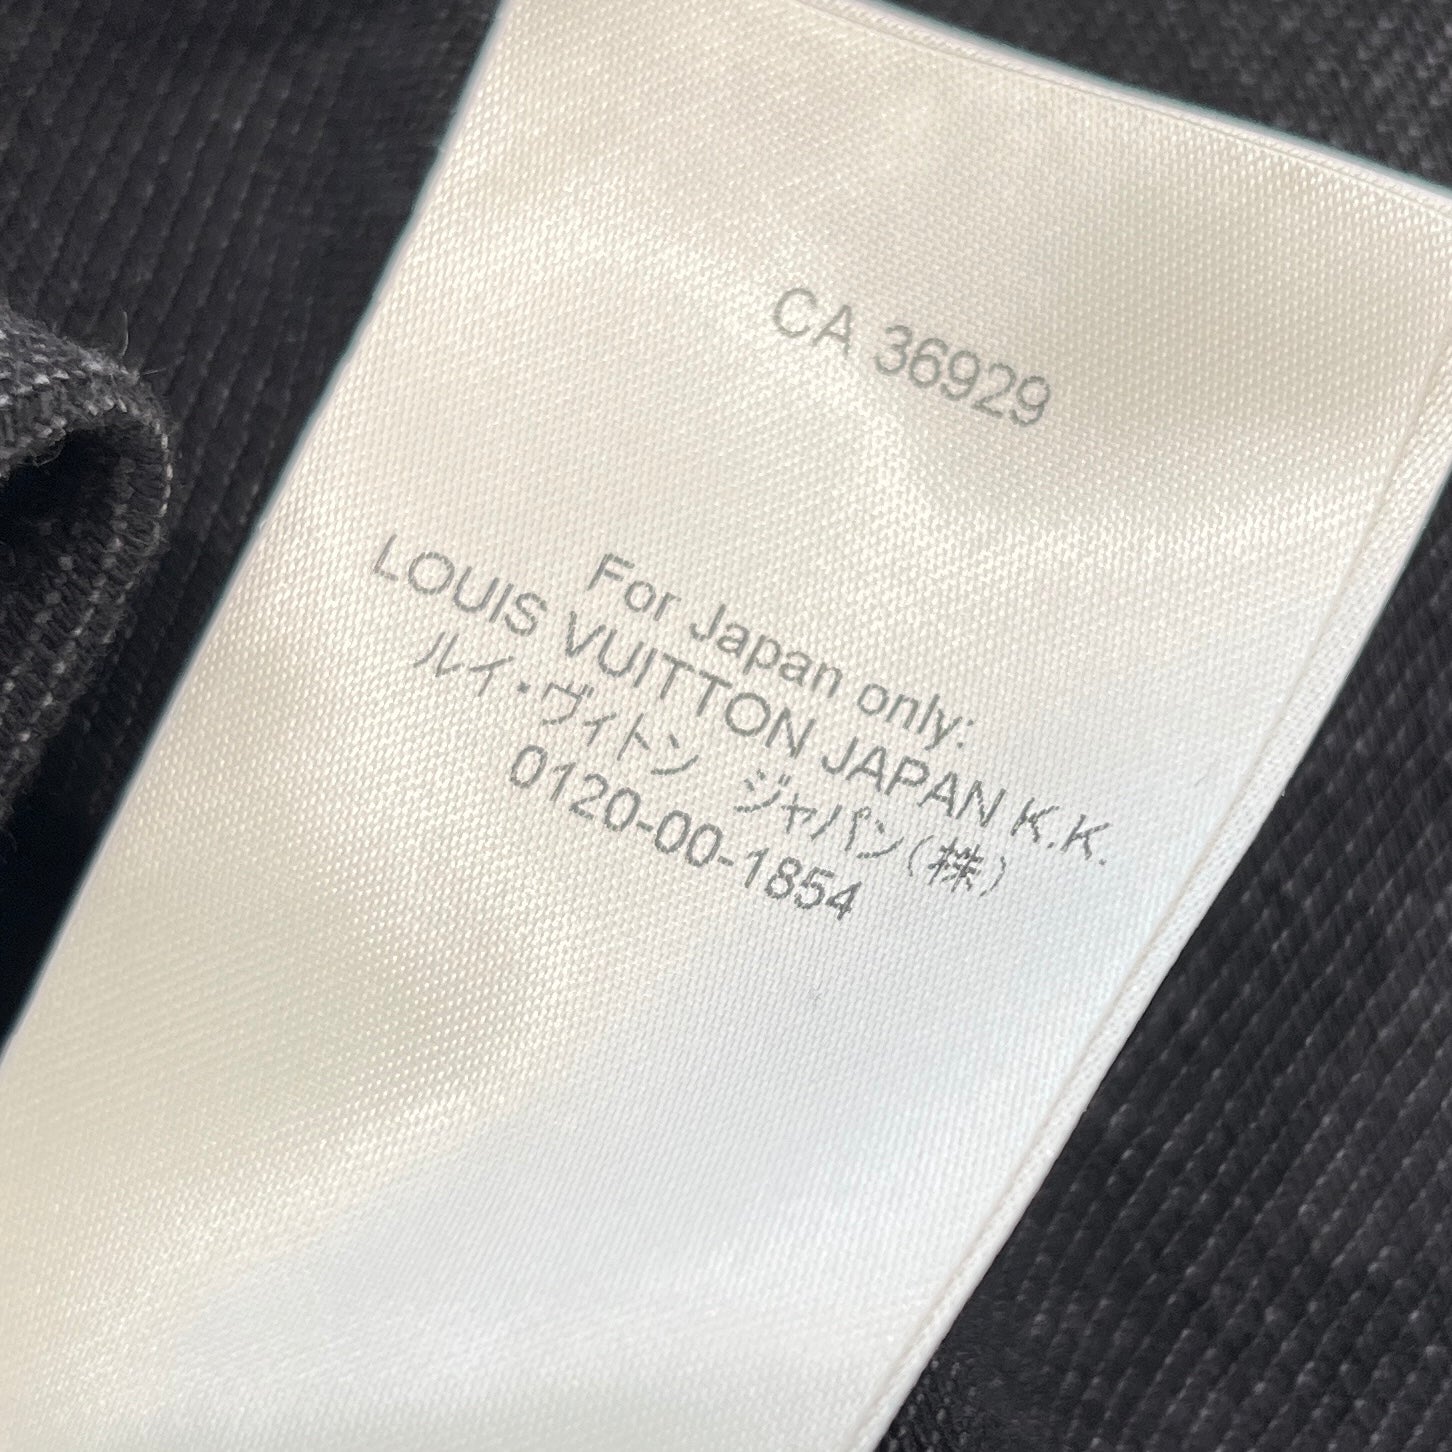 CA 36929
For Japan only:
LOUIS VUITTON JAPAN K.K.
ルイ・ヴィトン ジャパン(株)
0120-00-1854